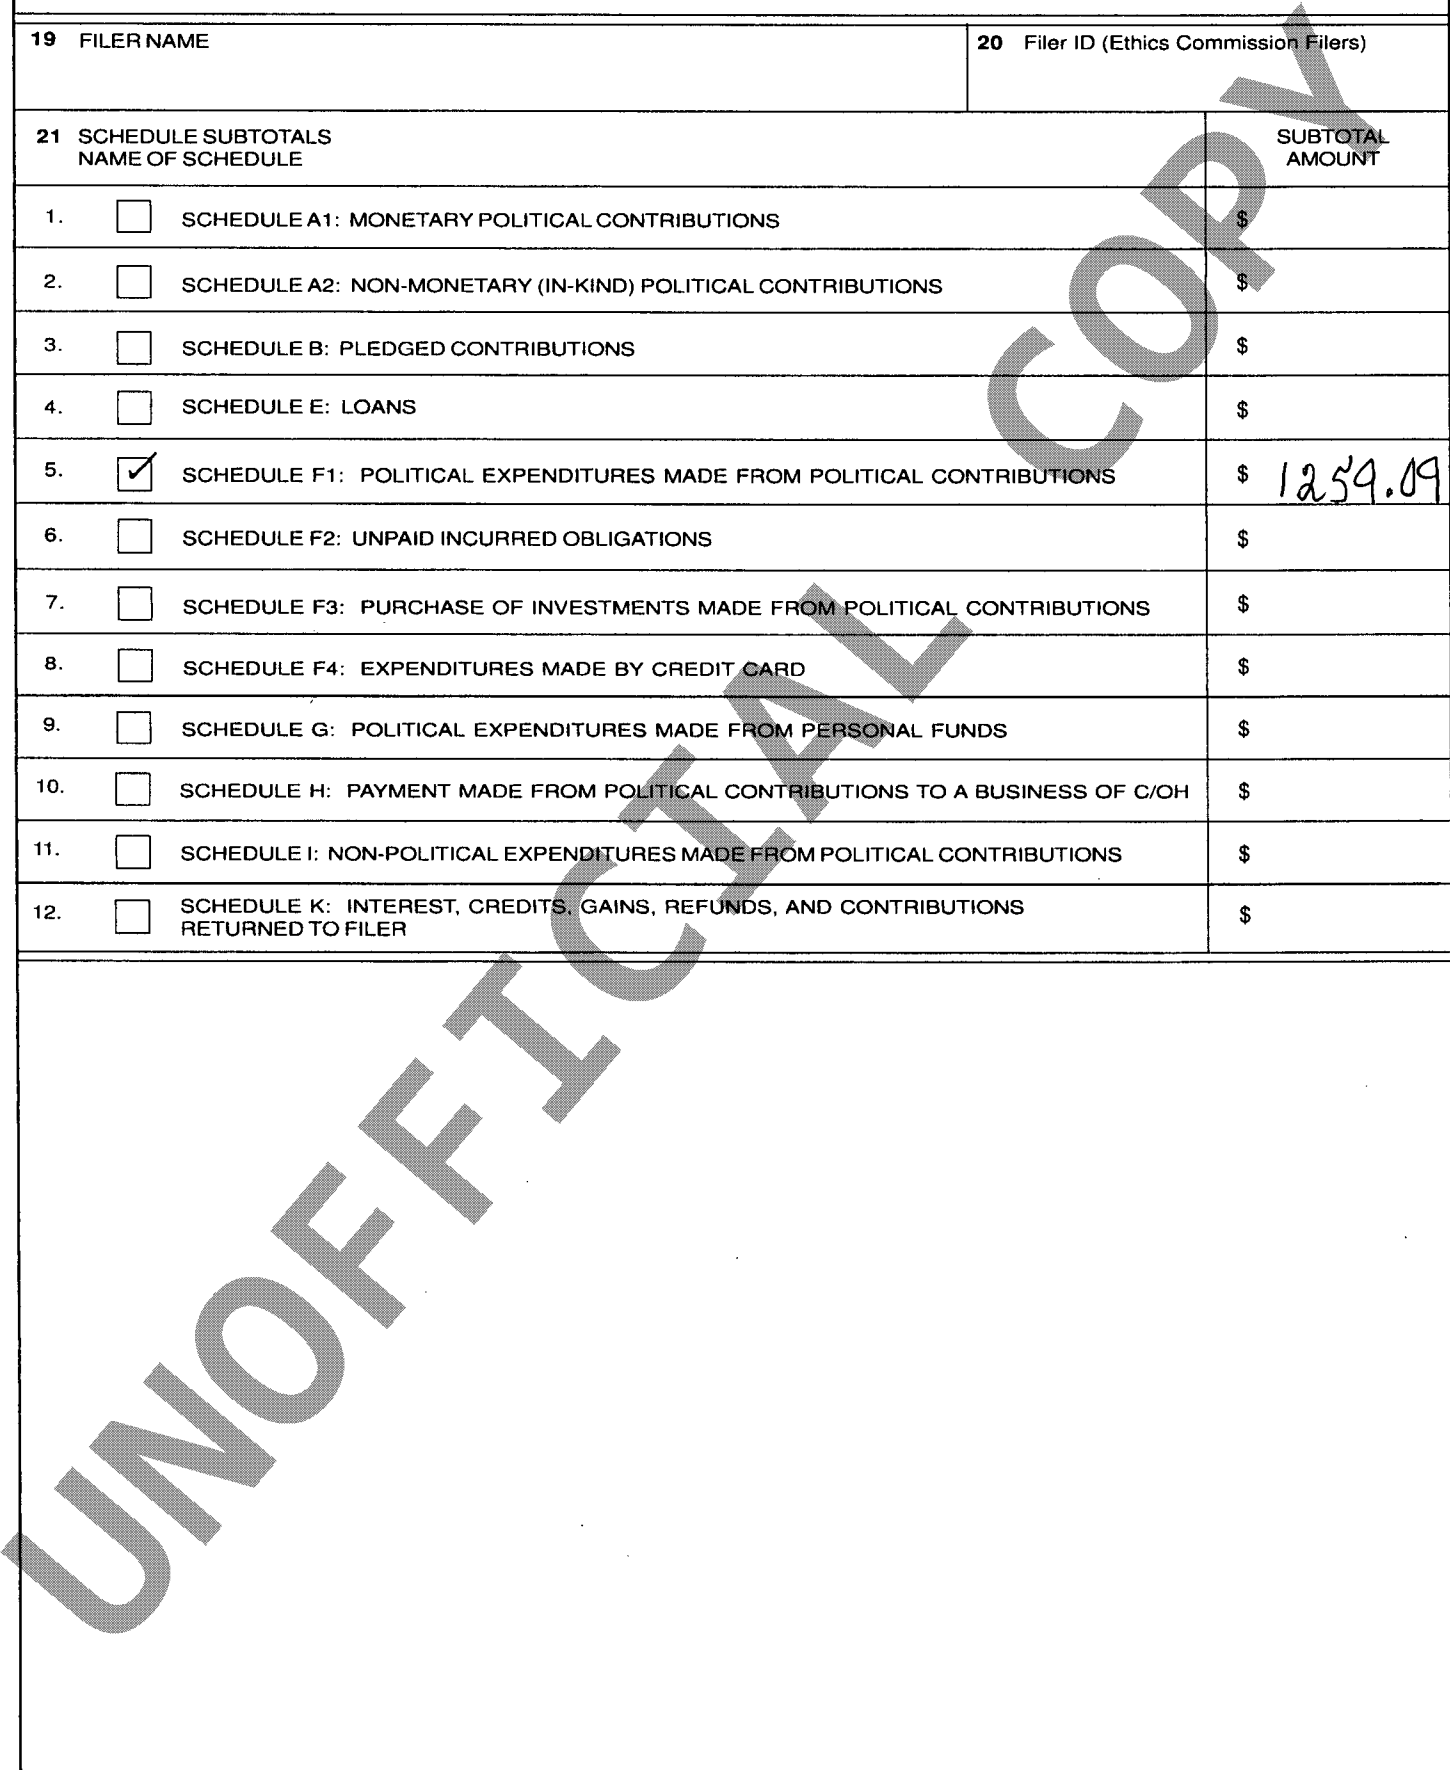 19 FILER NAME
20 Filer ID (Ethics Commission Filers)
21 SCHEDULE SUBTOTALS
NAME OF SCHEDULE
SUBTOTAL
AMOUNT
1. SCHEDULE A1: MONETARY POLITICAL CONTRIBUTIONS $
2. SCHEDULE A2: NON-MONETARY (IN-KIND) POLITICAL CONTRIBUTIONS $
3. SCHEDULE B: PLEDGED CONTRIBUTIONS $
4. SCHEDULE E: LOANS $
5. SCHEDULE F1: POLITICAL EXPENDITURES MADE FROM POLITICAL CONTRIBUTIONS $ 1259.09
6. SCHEDULE F2: UNPAID INCURRED OBLIGATIONS $
7. SCHEDULE F3: PURCHASE OF INVESTMENTS MADE FROM POLITICAL CONTRIBUTIONS $
8. SCHEDULE F4: EXPENDITURES MADE BY CREDIT CARD $
9. SCHEDULE G: POLITICAL EXPENDITURES MADE FROM PERSONAL FUNDS $
10. SCHEDULE H: PAYMENT MADE FROM POLITICAL CONTRIBUTIONS TO A BUSINESS OF C/OH $
11. SCHEDULE I: NON-POLITICAL EXPENDITURES MADE FROM POLITICAL CONTRIBUTIONS $
12. SCHEDULE K: INTEREST, CREDITS, GAINS, REFUNDS, AND CONTRIBUTIONS
RETURNED TO FILER $
UNOFFICIAL COPY